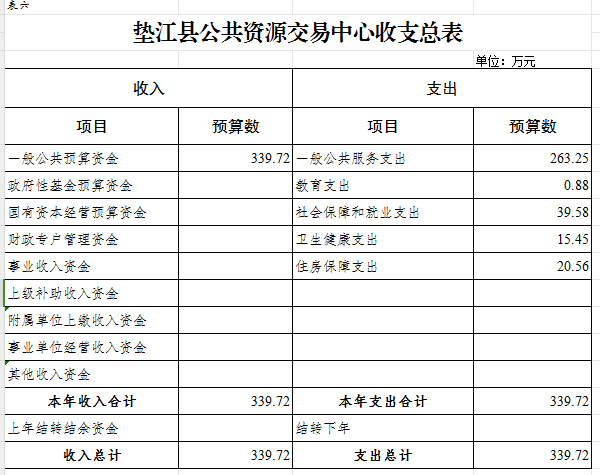 表六
垫江县公共资源交易中心收支总表
单位：万元
收入 支出
项目 预算数 项目 预算数
一般公共预算资金 339.72 一般公共服务支出 263.25
政府性基金预算资金 教育支出 0.88
国有资本经营预算资金 社会保障和就业支出 39.58
财政专户管理资金 卫生健康支出 15.45
事业收入资金 住房保障支出 20.56
上级补助收入资金
附属单位上缴收入资金
事业单位经营收入资金
其他收入资金
本年收入合计 339.72 本年支出合计 339.72
上年结转结余资金 结转下年
收入总计 339.72 支出总计 339.72